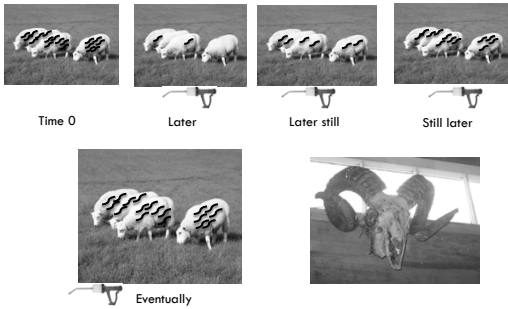 Time 0
Later
Later still
Still later
Eventually